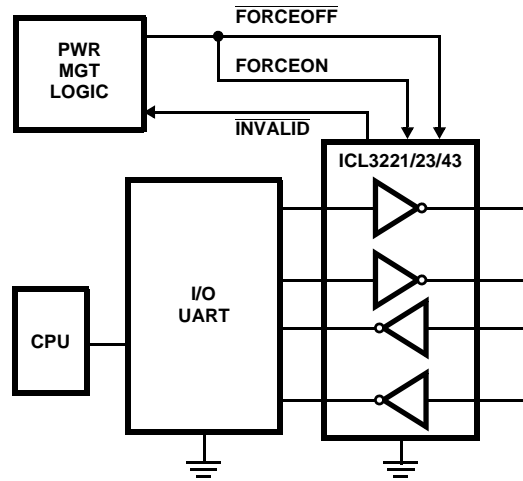 FORCEOFF
PWR
MGT
LOGIC
FORCEON
INVALID
ICL3221/23/43
I/O
UART
CPU